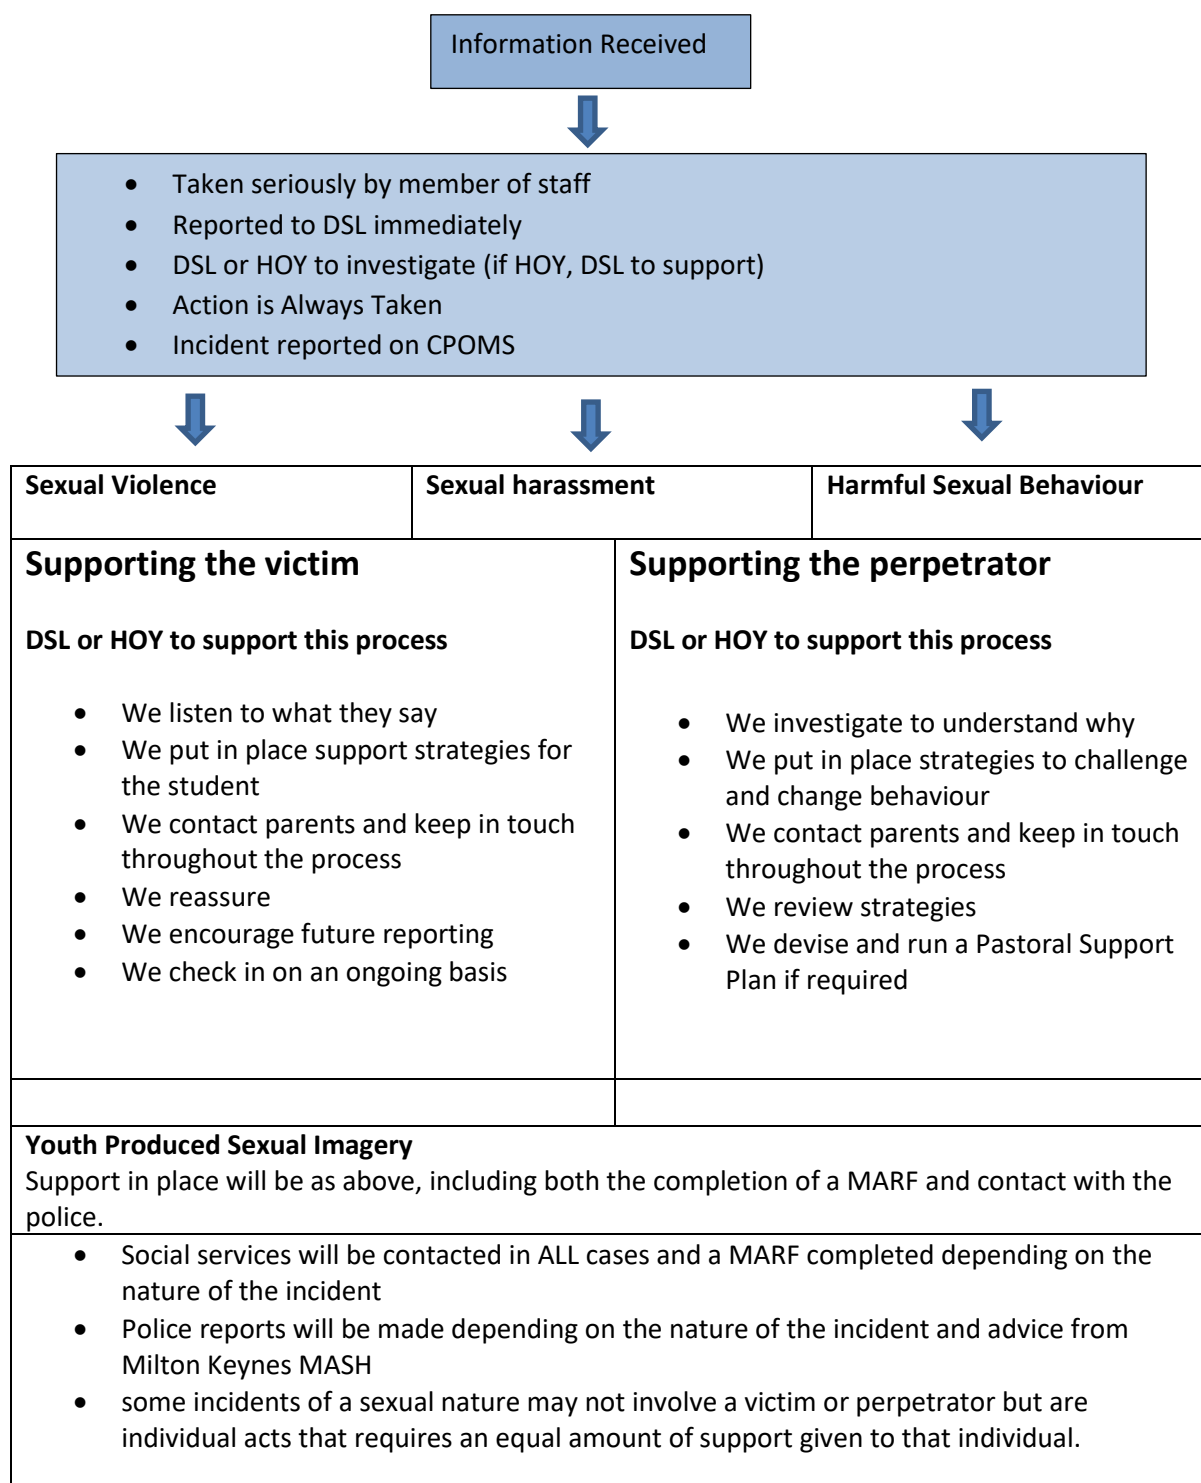 Information Received
• Taken seriously by member of staff
• Reported to DSL immediately
• DSL or HOY to investigate (if HOY, DSL to support)
• Action is Always Taken
• Incident reported on CPOMS
Sexual Violence
Sexual harassment
Harmful Sexual Behaviour
Supporting the victim
DSL or HOY to support this process
• We listen to what they say
• We put in place support strategies for
the student
• We contact parents and keep in touch
throughout the process
• We reassure
• We encourage future reporting
• We check in on an ongoing basis
Supporting the perpetrator
DSL or HOY to support this process
• We investigate to understand why
• We put in place strategies to challenge
and change behaviour
• We contact parents and keep in touch
throughout the process
• We review strategies
• We devise and run a Pastoral Support
Plan if required
Youth Produced Sexual Imagery
Support in place will be as above, including both the completion of a MARF and contact with the
police.
• Social services will be contacted in ALL cases and a MARF completed depending on the
nature of the incident
• Police reports will be made depending on the nature of the incident and advice from
Milton Keynes MASH
• some incidents of a sexual nature may not involve a victim or perpetrator but are
individual acts that requires an equal amount of support given to that individual.